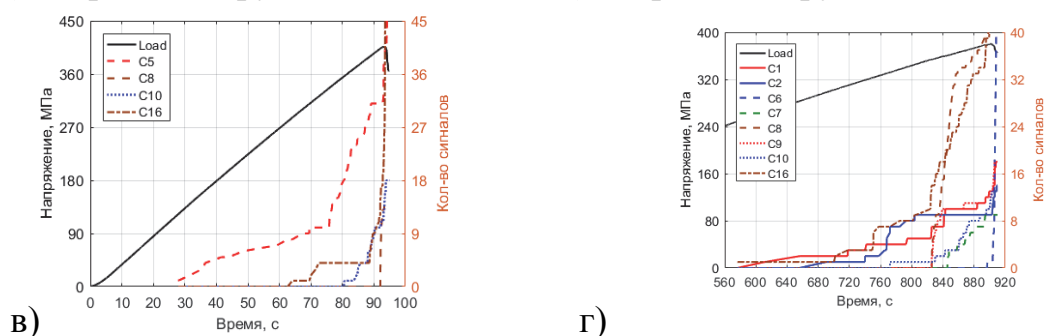 450
360
270
180
90
0
Напряжение, МПа
Load
C5
C8
C10
C16
45
36
27
18
9
0
Кол-во сигналов
0 10 20 30 40 50 60 70 80 90 100
Время, с
в)
400
320
240
160
80
0
Напряжение, МПа
Load
C1
C2
C6
C7
C8
C9
C10
C16
40
32
24
16
8
0
Кол-во сигналов
560 600 640 680 720 760 800 840 880 920
Время, с
г)